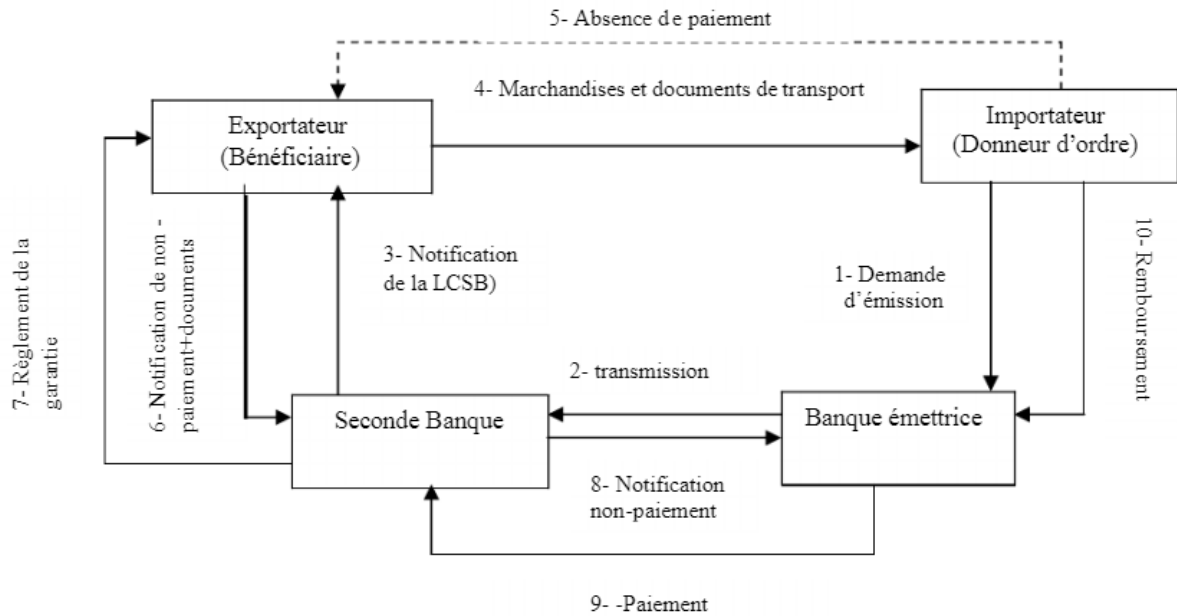 5- Absence de paiement
4- Marchandises et documents de transport
Exportateur
(Bénéficiaire)
Importateur
(Donneur d'ordre)
7- Règlement de la
garantie
6- Notification de non -
paiement+documents
3- Notification
de la LCSB)
1- Demande
d'émission
10- Remboursement
2- transmission
Seconde Banque
Banque émettrice
8- Notification
non-paiement
9- -Paiement